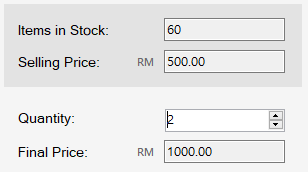 Items in Stock: 60
Selling Price: RM 500.00
Quantity: 2
Final Price: RM 1000.00